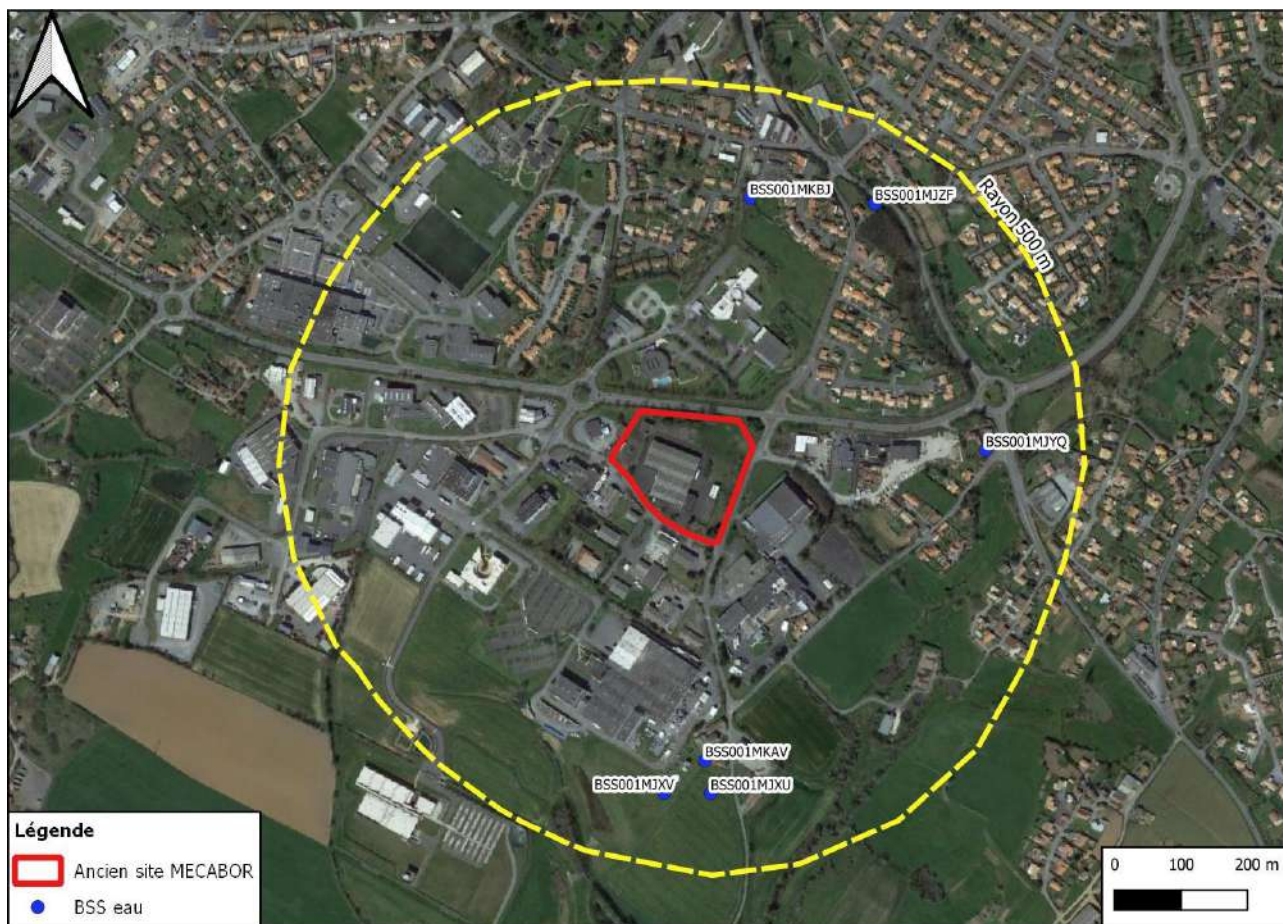 BSS001MKBJ
BSS001MJZF
Rayon 500 m
BSS001MJYQ
BSS001MKAV
BSS001MJXV
BSS001MJXU
Légende
Ancien site MECABOR
BSS eau
0 100 200 m